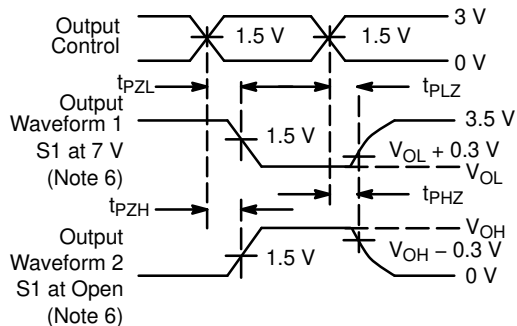 3 V
Output
Control
1.5 V
1.5 V
0 V
tPZL
tPLZ
Output
Waveform 1
S1 at 7 V
(Note 6)
3.5 V
1.5 V
VOL + 0.3 V
VOL
tPZH
tPHZ
Output
Waveform 2
S1 at Open
(Note 6)
VOH
VOH – 0.3 V
1.5 V
0 V